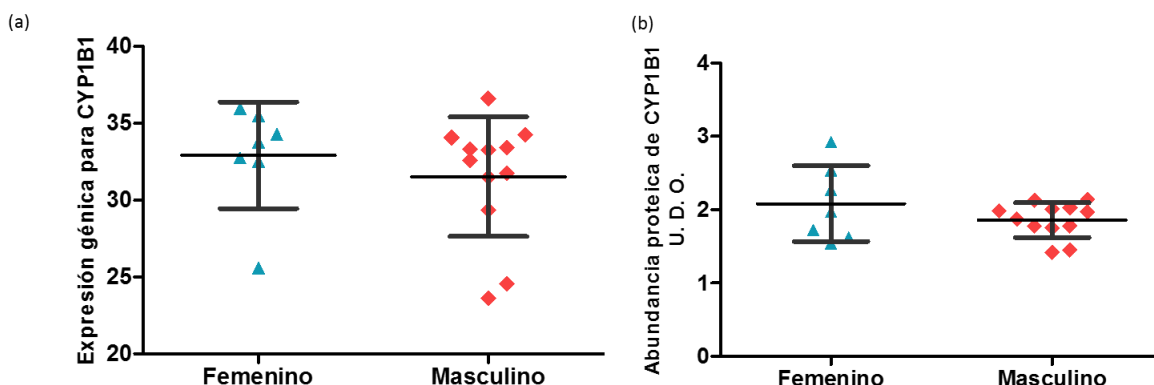 (a)
Expresión génica para CYP1B1
40
35
30
25
20
Femenino
Masculino
(b)
Abundancia proteica de CYP1B1
U. D. O.
4
3
2
1
0
Femenino
Masculino